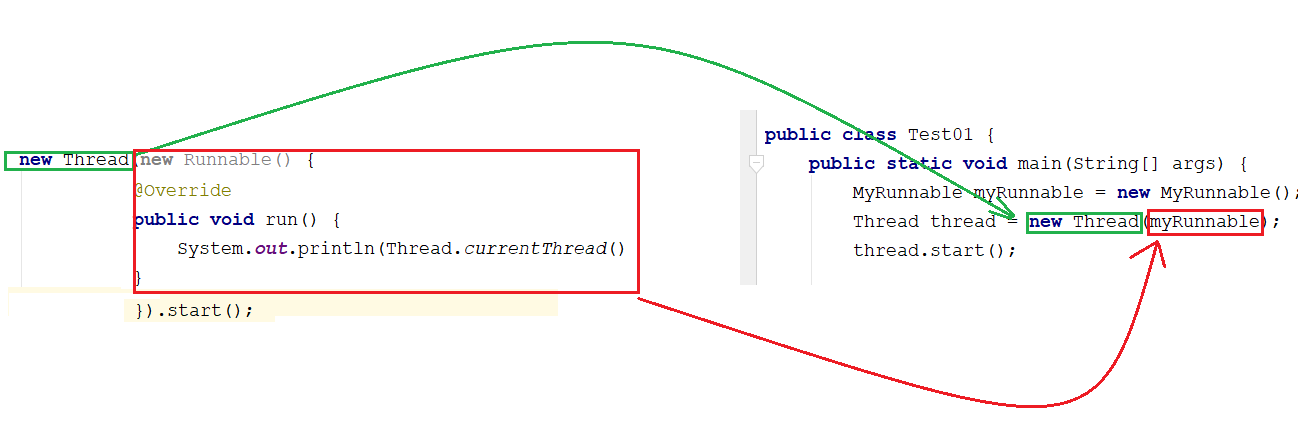 new Thread(new Runnable() {
@Override
public void run() {
System.out.println(Thread.currentThread()
}
}).start();
public class Test01 {
public static void main(String[] args) {
MyRunnable myRunnable = new MyRunnable();
Thread thread = new Thread(myRunnable);
thread.start();